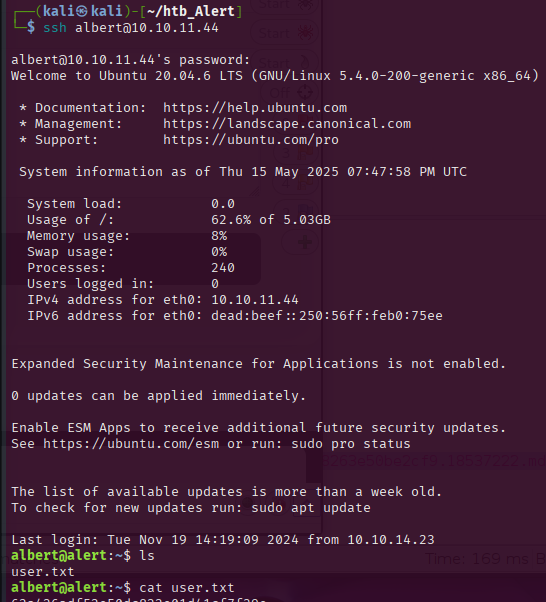 ┌──(kali㉿kali)-[~/htb_Alert]
└─$ ssh albert@10.10.11.44
albert@10.10.11.44's password:
Welcome to Ubuntu 20.04.6 LTS (GNU/Linux 5.4.0-200-generic x86_64)
* Documentation:  https://help.ubuntu.com
* Management:     https://landscape.canonical.com
* Support:        https://ubuntu.com/pro
System information as of Thu 15 May 2025 07:47:58 PM UTC
System load:           0.0
Usage of /:            62.6% of 5.03GB
Memory usage:          8%
Swap usage:            0%
Processes:             240
Users logged in:       0
IPv4 address for eth0: 10.10.11.44
IPv6 address for eth0: dead:beef::250:56ff:feb0:75ee
Expanded Security Maintenance for Applications is not enabled.
0 updates can be applied immediately.
Enable ESM Apps to receive additional future security updates.
See https://ubuntu.com/esm or run: sudo pro status
The list of available updates is more than a week old.
To check for new updates run: sudo apt update
Last login: Tue Nov 19 14:19:09 2024 from 10.10.14.23
albert@alert:~$ ls
user.txt
albert@alert:~$ cat user.txt
Time: 169 ms